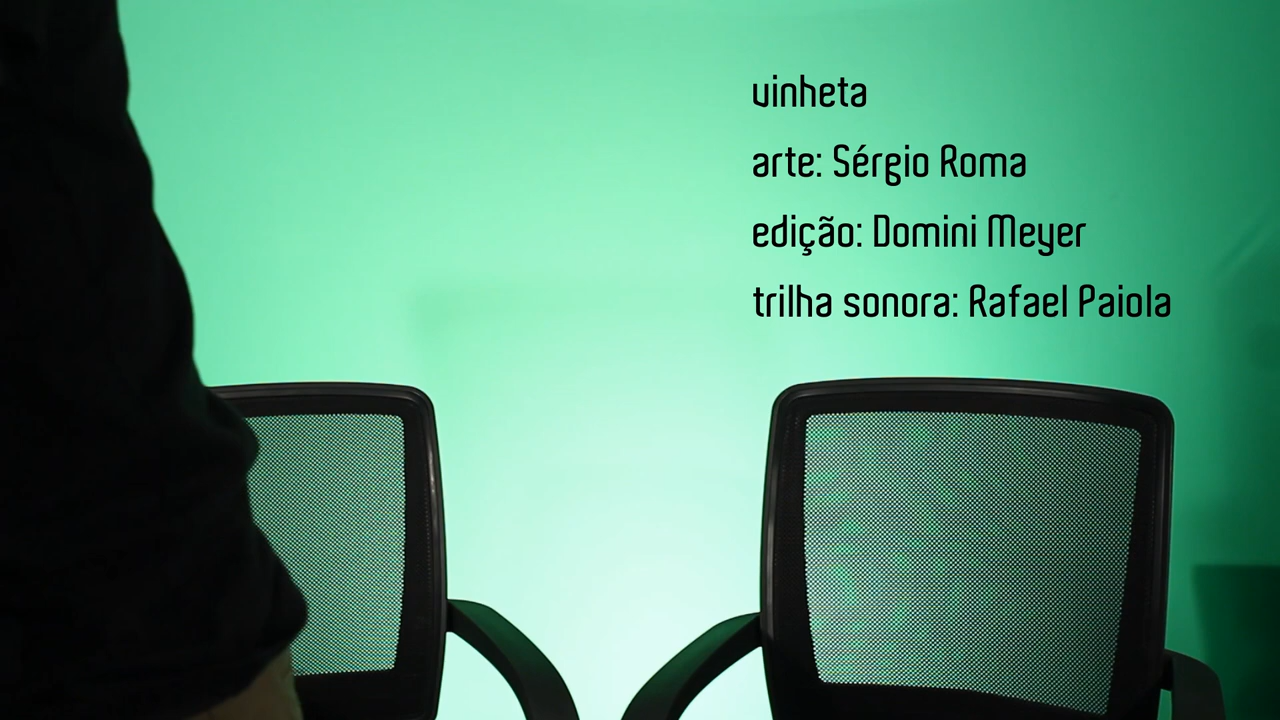 vinheta
arte: Sérgio Roma
edição: Domini Meyer
trilha sonora: Rafael Paiola